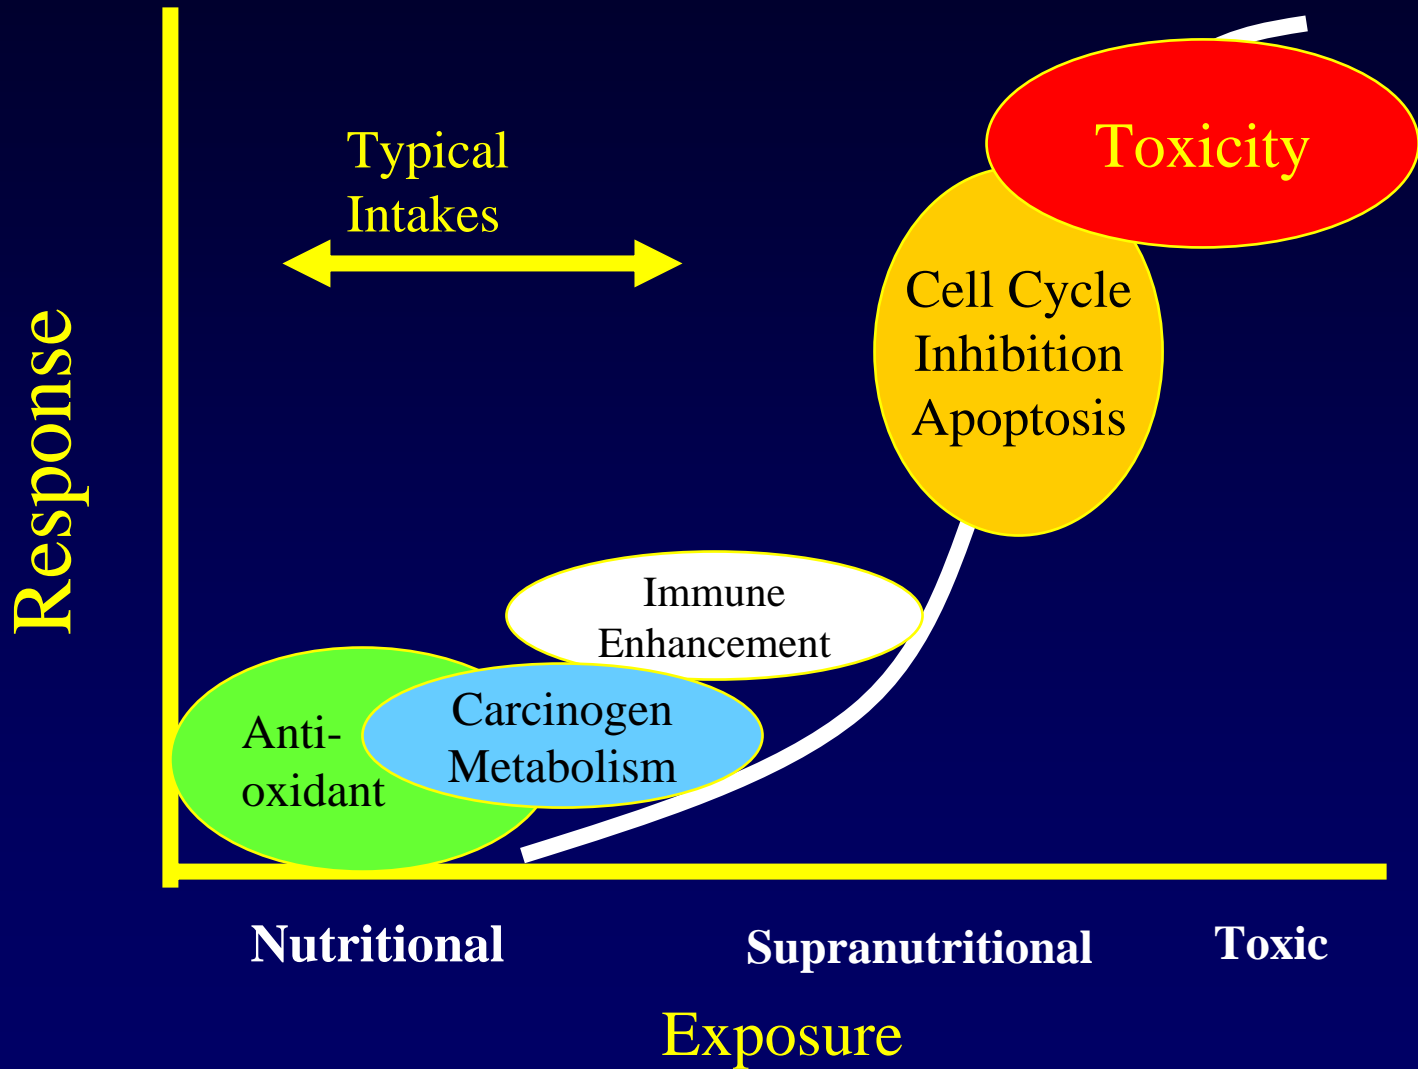 Toxicity
Typical
Intakes
Cell Cycle
Inhibition
Apoptosis
Response
Immune
Enhancement
Carcinogen
Metabolism
Anti-
oxidant
Nutritional
Supranutritional
Toxic
Exposure